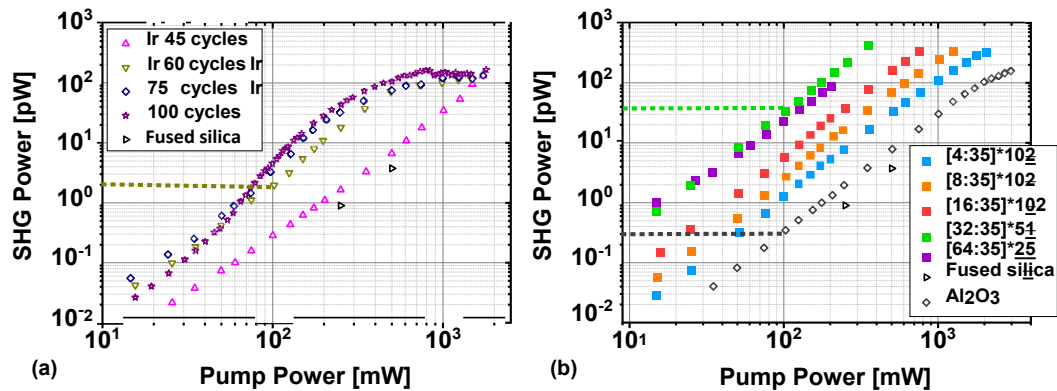 SHG Power [pW]
10³
10²
10¹
10⁰
10⁻¹
10⁻²
Ir 45 cycles
Ir 60 cycles Ir
75 cycles Ir
100 cycles
Fused silica
10¹ 10² 10³
Pump Power [mW]
(a)
SHG Power [pW]
10³
10²
10¹
10⁰
10⁻¹
10⁻²
[4:35]*102
[8:35]*102
[16:35]*102
[32:35]*51
[64:35]*25
Fused silica
Al2O3
10¹ 10² 10³
Pump Power [mW]
(b)